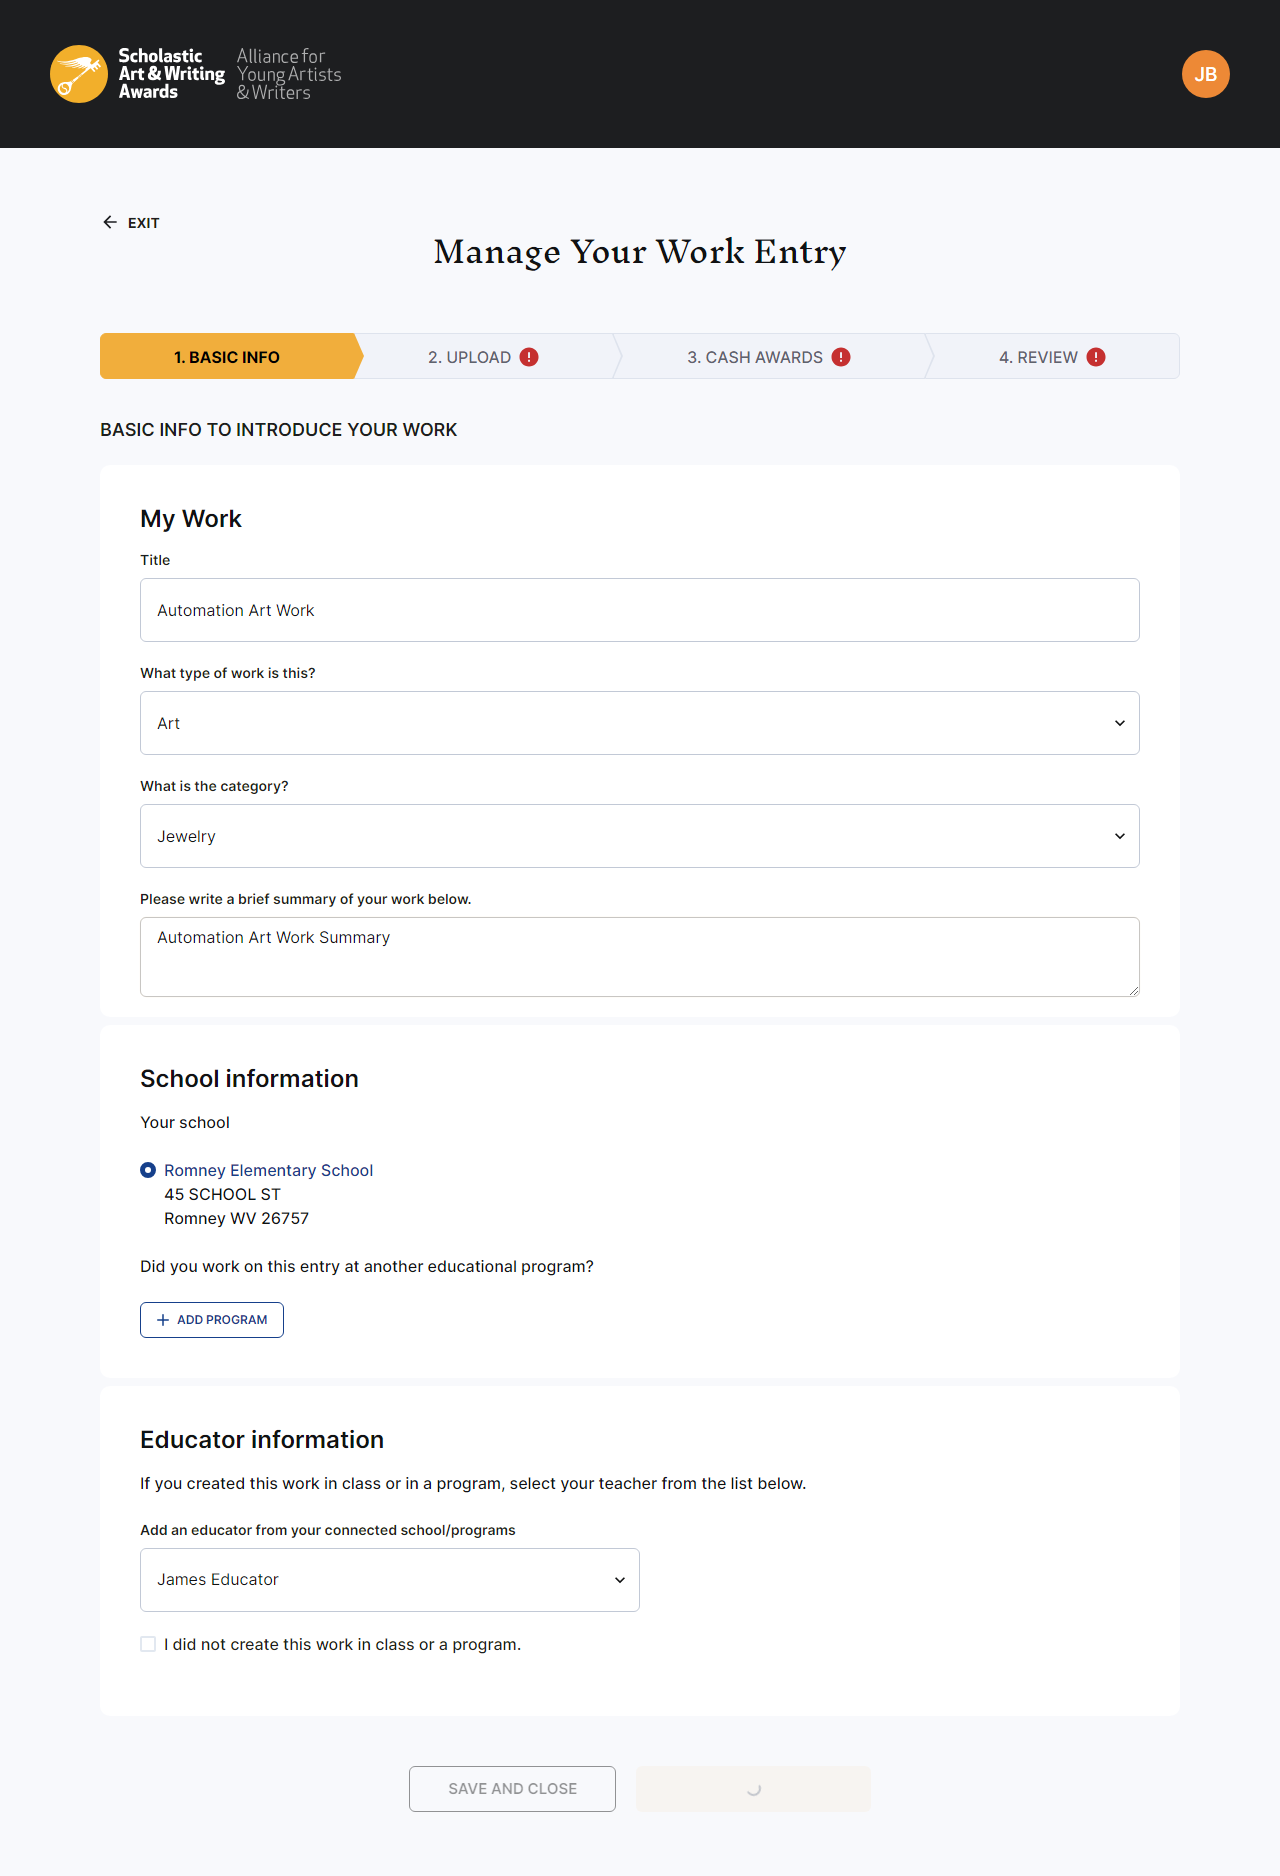 Scholastic
Art & Writing
Awards
Alliance for
Young Artists
& Writers
JB
EXIT
Manage Your Work Entry
1. BASIC INFO
2. UPLOAD
3. CASH AWARDS
4. REVIEW
BASIC INFO TO INTRODUCE YOUR WORK
My Work
Title
Automation Art Work
What type of work is this?
Art
What is the category?
Jewelry
Please write a brief summary of your work below.
Automation Art Work Summary
School information
Your school
Romney Elementary School
45 SCHOOL ST
Romney WV 26757
Did you work on this entry at another educational program?
ADD PROGRAM
Educator information
If you created this work in class or in a program, select your teacher from the list below.
Add an educator from your connected school/programs
James Educator
I did not create this work in class or a program.
SAVE AND CLOSE